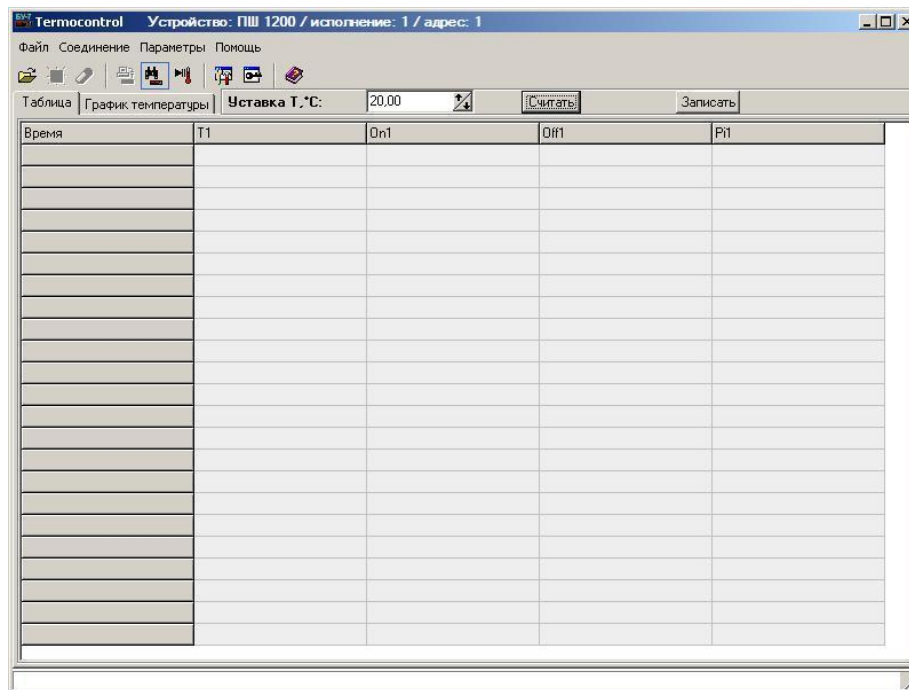 Termocontrol Устройство: ПШ 1200 / исполнение: 1 / адрес: 1
Файл Соединение Параметры Помощь
Таблица График температуры Уставка Т,°C: 20,00 Считать Записать
Время T1 On1 Off1 Pi1